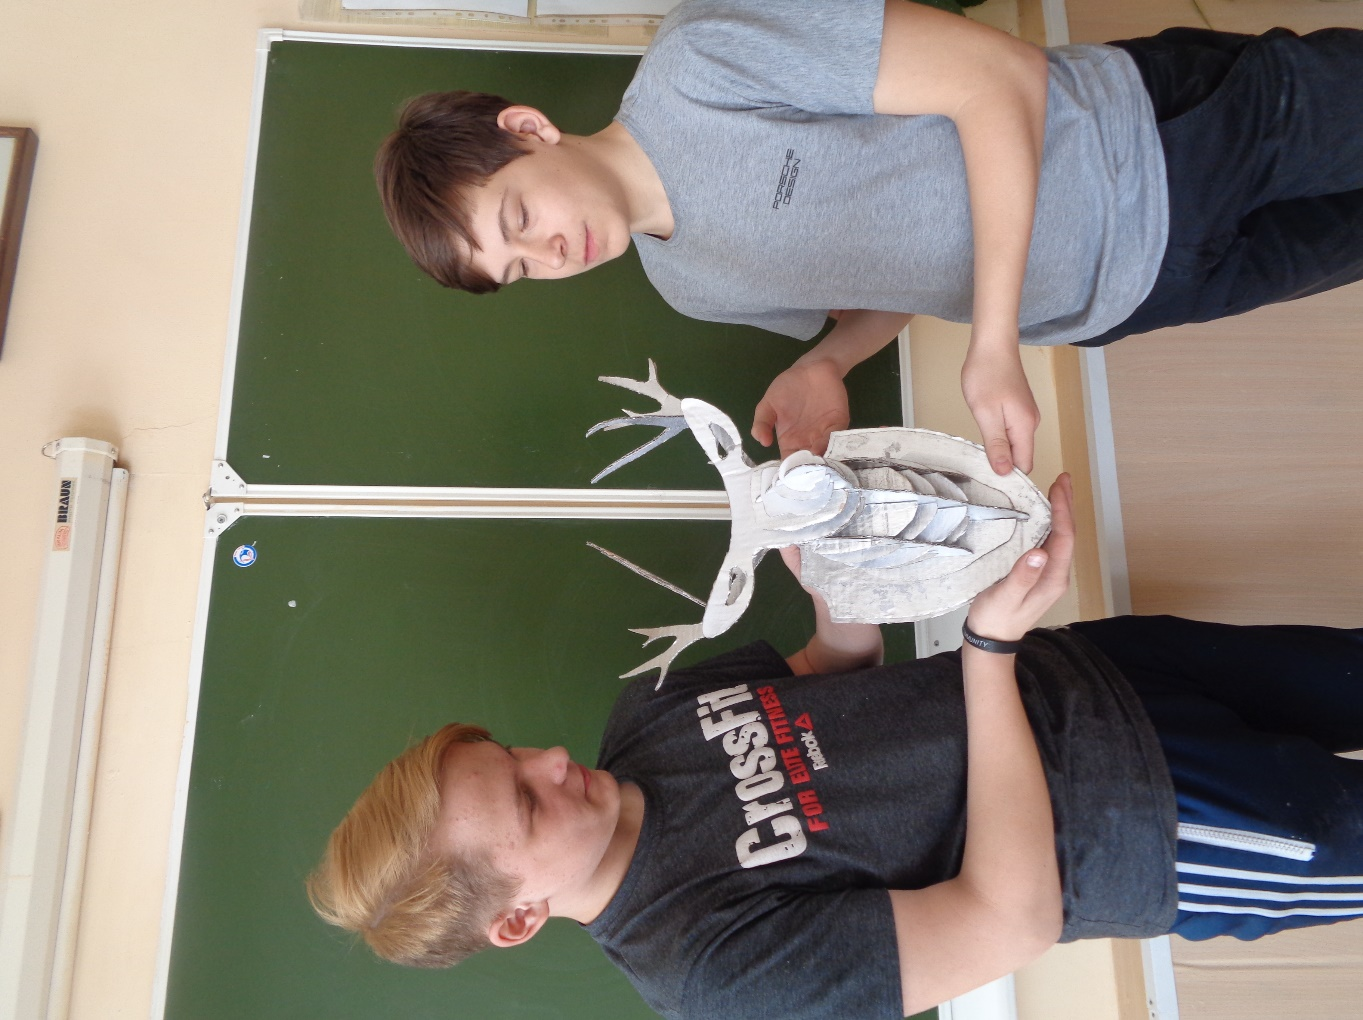 BRAUN
PORSCHE
DESIGN
CrossFit
FOR ELITE FITNESS
Reebok